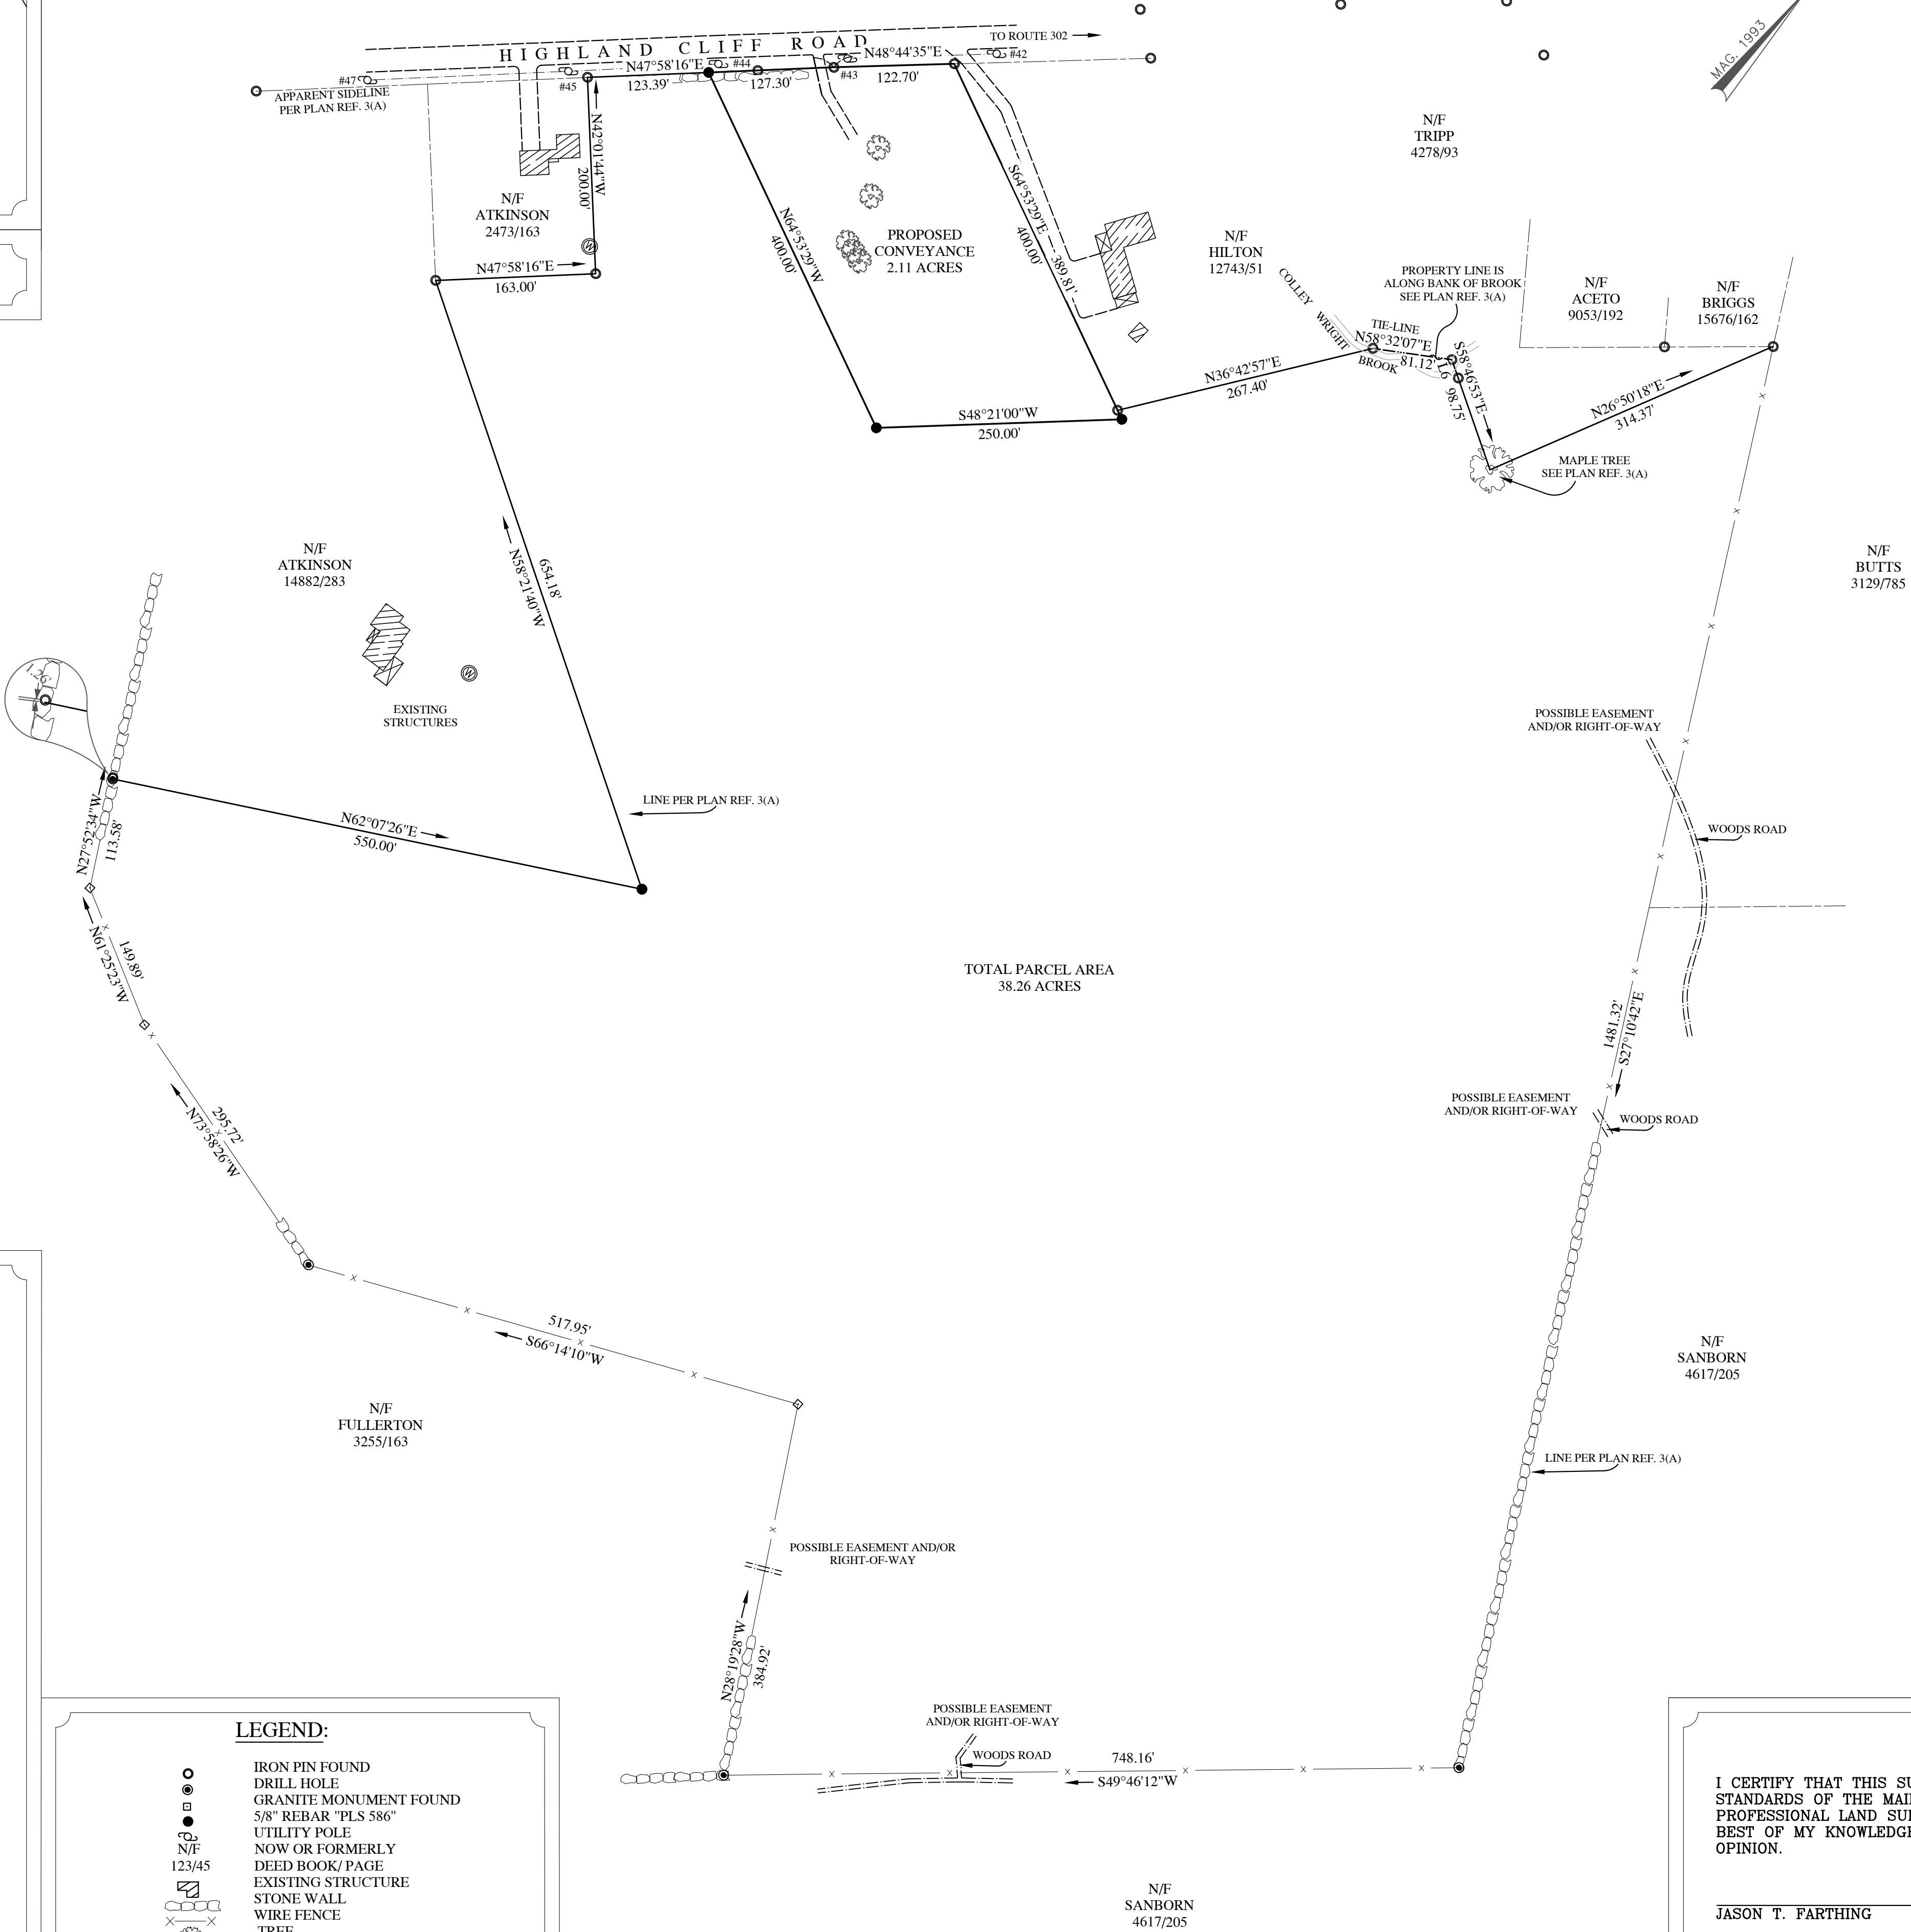 HIGHLAND CLIFF ROAD
TO ROUTE 302
MAG. 1993
#47
#45
#44
#43
#42
APPARENT SIDELINE
PER PLAN REF. 3(A)
N47°58'16"E
123.39'
127.30'
N48°44'35"E
122.70'
N42°01'44"W
200.00'
N/F
ATKINSON
2473/163
W
N47°58'16"E
163.00'
N64°53'29"W
400.00'
PROPOSED
CONVEYANCE
2.11 ACRES
S64°53'29"E
400.00'
389.81'
N/F
TRIPP
4278/93
N/F
HILTON
12743/51
COLLEY
WRIGHT
BROOK
PROPERTY LINE IS
ALONG BANK OF BROOK
SEE PLAN REF. 3(A)
TIE-LINE
N58°32'07"E
81.12'
L6
S58°46'53"E
98.75'
N/F
ACETO
9053/192
N/F
BRIGGS
15676/162
N36°42'57"E
267.40'
N26°50'18"E
314.37'
S48°21'00"W
250.00'
MAPLE TREE
SEE PLAN REF. 3(A)
N/F
ATKINSON
14882/283
N58°21'40"W
654.18'
N/F
BUTTS
3129/785
1.26'
W
EXISTING
STRUCTURES
POSSIBLE EASEMENT
AND/OR RIGHT-OF-WAY
WOODS ROAD
LINE PER PLAN REF. 3(A)
N62°07'26"E
550.00'
N27°52'34"W
113.58'
N61°25'23"W
149.89'
TOTAL PARCEL AREA
38.26 ACRES
1481.32'
S27°10'42"E
POSSIBLE EASEMENT
AND/OR RIGHT-OF-WAY
WOODS ROAD
295.72'
N73°58'26"W
517.95'
S66°14'10"W
N/F
SANBORN
4617/205
N/F
FULLERTON
3255/163
LINE PER PLAN REF. 3(A)
POSSIBLE EASEMENT AND/OR
RIGHT-OF-WAY
N28°19'28"W
384.92'
POSSIBLE EASEMENT
AND/OR RIGHT-OF-WAY
WOODS ROAD
748.16'
S49°46'12"W
N/F
SANBORN
4617/205
LEGEND:
IRON PIN FOUND
DRILL HOLE
GRANITE MONUMENT FOUND
5/8" REBAR "PLS 586"
UTILITY POLE
N/F NOW OR FORMERLY
123/45 DEED BOOK/ PAGE
EXISTING STRUCTURE
STONE WALL
WIRE FENCE
TREE
I CERTIFY THAT THIS SU
STANDARDS OF THE MAI
PROFESSIONAL LAND SU
BEST OF MY KNOWLEDGE
OPINION.
JASON T. FARTHING